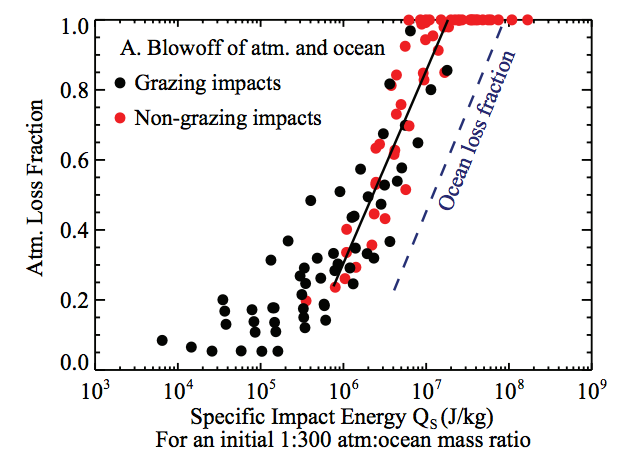 1.0
A. Blowoff of atm. and ocean
Grazing impacts
0.8
Non-grazing impacts
Ocean loss fraction
0.6
Atm. Loss Fraction
0.4
0.2
0.0
10³ 10⁴ 10⁵ 10⁶ 10⁷ 10⁸ 10⁹
Specific Impact Energy Qₛ (J/kg)
For an initial 1:300 atm:ocean mass ratio